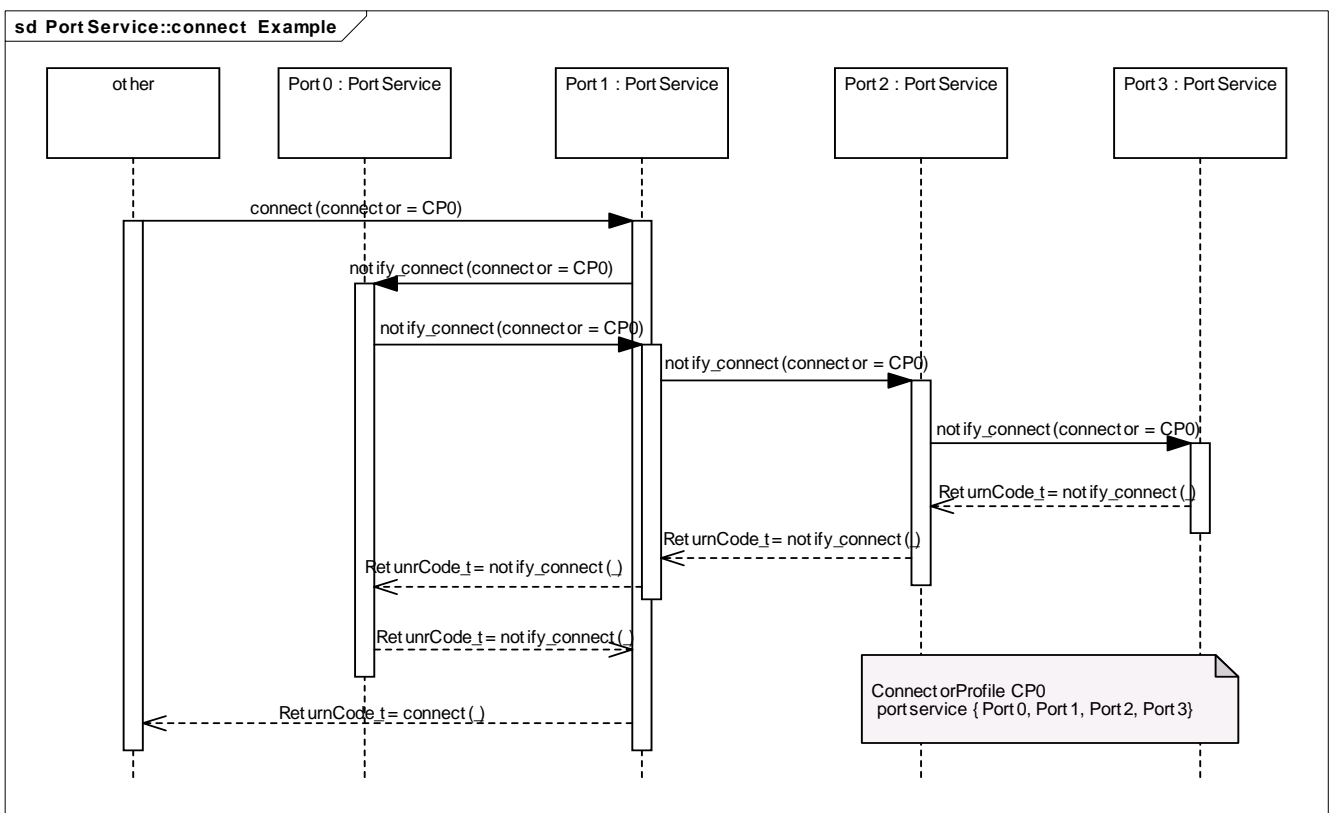 sd PortService::connect Example
other
Port0 : PortService
Port1 : PortService
Port2 : PortService
Port3 : PortService
connect(connector = CP0)
notify_connect(connector = CP0)
notify_connect(connector = CP0)
notify_connect(connector = CP0)
notify_connect(connector = CP0)
ReturnCode_t= notify_connect(_)
ReturnCode_t= notify_connect(_)
RetunrCode_t= notify_connect(_)
RetunrCode_t= notify_connect(_)
ReturnCode_t= connect(_)
ConnectorProfile CP0
portservice { Port0, Port1, Port2, Port3}